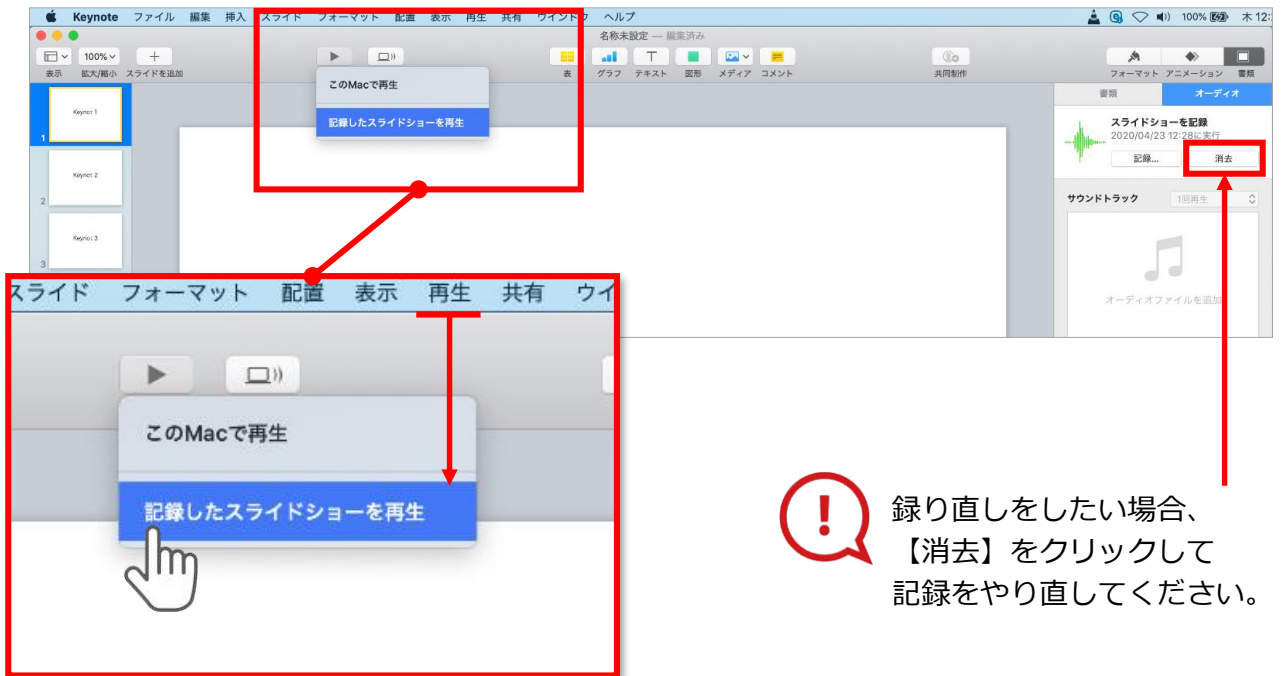 Keynote ファイル 編集 挿入 スライド フォーマット 配置 表示 再生 共有 ウインドウ ヘルプ 100% 木 12:
名称未設定 — 編集済み
100%
表示 拡大/縮小 スライドを追加 表 グラフ テキスト 図形 メディア コメント 共同制作 フォーマット アニメーション 書類
このMacで再生
記録したスライドショーを再生
書類 オーディオ
スライドショーを記録
2020/04/23 12:28に実行
記録... 消去
サウンドトラック 1回再生
オーディオファイルを追加
Keynot 1
1
Keynot 2
2
Keynot 3
3
スライド フォーマット 配置 表示 再生 共有 ウイ
このMacで再生
記録したスライドショーを再生
録り直しをしたい場合、
【消去】をクリックして
記録をやり直してください。